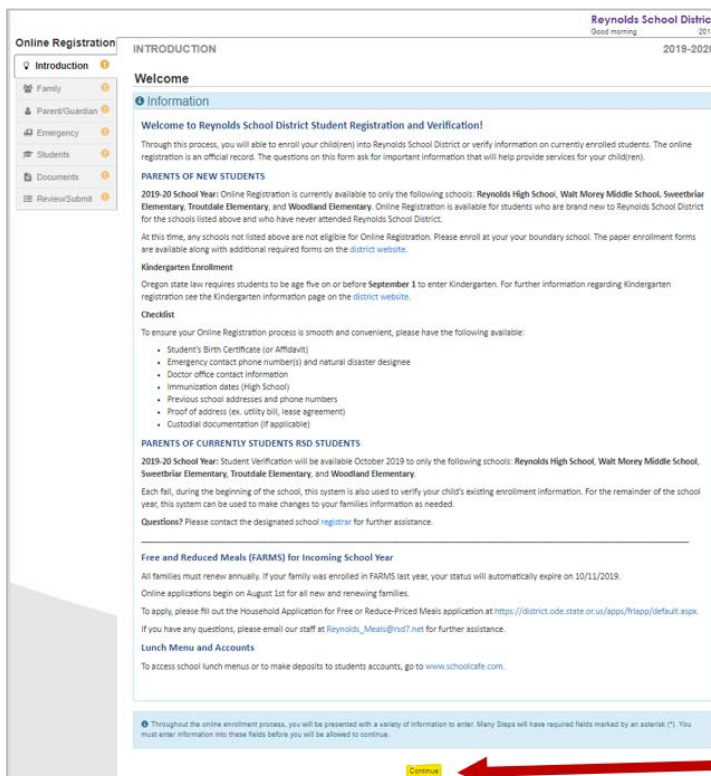 Reynolds School Distric
Good morning 201
Online Registration
INTRODUCTION 2019-2020
Introduction
Family
Parent/Guardian
Emergency
Students
Documents
Review/Submit
Welcome
Information
Welcome to Reynolds School District Student Registration and Verification!
Through this process, you will able to enroll your child(ren) into Reynolds School District or verify information on currently enrolled students. The online
registration is an official record. The questions on this form ask for important information that will help provide services for your child(ren).
PARENTS OF NEW STUDENTS
2019-20 School Year: Online Registration is currently available to only the following schools: Reynolds High School, Walt Morey Middle School, Sweetbriar
Elementary, Troutdale Elementary, and Woodland Elementary. Online Registration is available for students who are brand new to Reynolds School District
for the schools listed above and who have never attended Reynolds School District.
At this time, any schools not listed above are not eligible for Online Registration. Please enroll at your your boundary school. The paper enrollment forms
are available along with additional required forms on the district website.
Kindergarten Enrollment
Oregon state law requires students to be age five on or before September 1 to enter Kindergarten. For further information regarding Kindergarten
registration see the Kindergarten information page on the district website.
Checklist
To ensure your Online Registration process is smooth and convenient, please have the following available:
• Student's Birth Certificate (or Affidavit)
• Emergency contact phone number(s) and natural disaster designee
• Doctor office contact information
• Immunization dates (High School)
• Previous school addresses and phone numbers
• Proof of address (ex. utility bill, lease agreement)
• Custodial documentation (if applicable)
PARENTS OF CURRENTLY STUDENTS RSD STUDENTS
2019-20 School Year: Student Verification will be available October 2019 to only the following schools: Reynolds High School, Walt Morey Middle School,
Sweetbriar Elementary, Troutdale Elementary, and Woodland Elementary.
Each fall, during the beginning of the school, this system is also used to verify your child's existing enrollment information. For the remainder of the school
year, this system can be used to make changes to your families information as needed.
Questions? Please contact the designated school registrar for further assistance.
Free and Reduced Meals (FARMS) for Incoming School Year
All families must renew annually. If your family was enrolled in FARMS last year, your status will automatically expire on 10/11/2019.
Online applications begin on August 1st for all new and renewing families.
To apply, please fill out the Household Application for Free or Reduce-Priced Meals application at https://district.ode.state.or.us/apps/frlapp/default.aspx.
If you have any questions, please email our staff at Reynolds_Meals@rsd7.net for further assistance.
Lunch Menu and Accounts
To access school lunch menus or to make deposits to students accounts, go to www.schoolcafe.com.
Throughout the online enrollment process, you will be presented with a variety of information to enter. Many Steps will have required fields marked by an asterisk (*). You
must enter information into these fields before you will be allowed to continue.
Continue